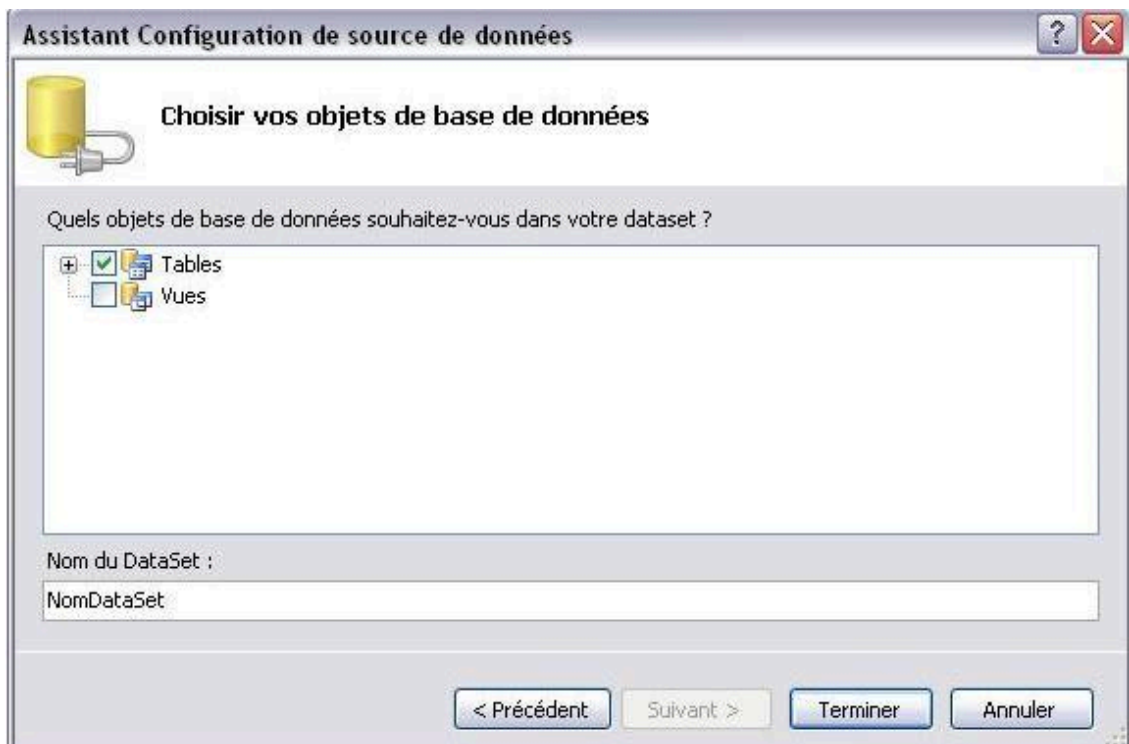 Assistant Configuration de source de données
Choisir vos objets de base de données
Quels objets de base de données souhaitez-vous dans votre dataset ?
Tables
Vues
Nom du DataSet :
NomDataSet
< Précédent
Suivant >
Terminer
Annuler